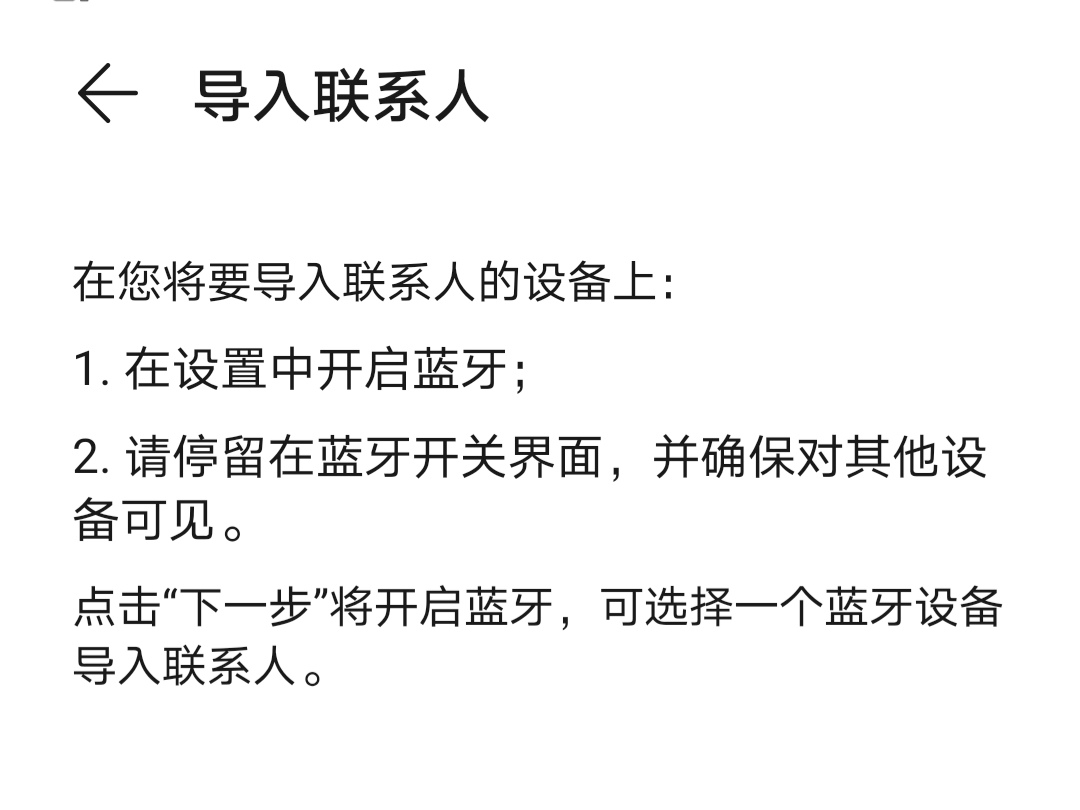 导入联系人
在您将要导入联系人的设备上：
1. 在设置中开启蓝牙；
2. 请停留在蓝牙开关界面，并确保对其他设
备可见。
点击“下一步”将开启蓝牙，可选择一个蓝牙设备
导入联系人。